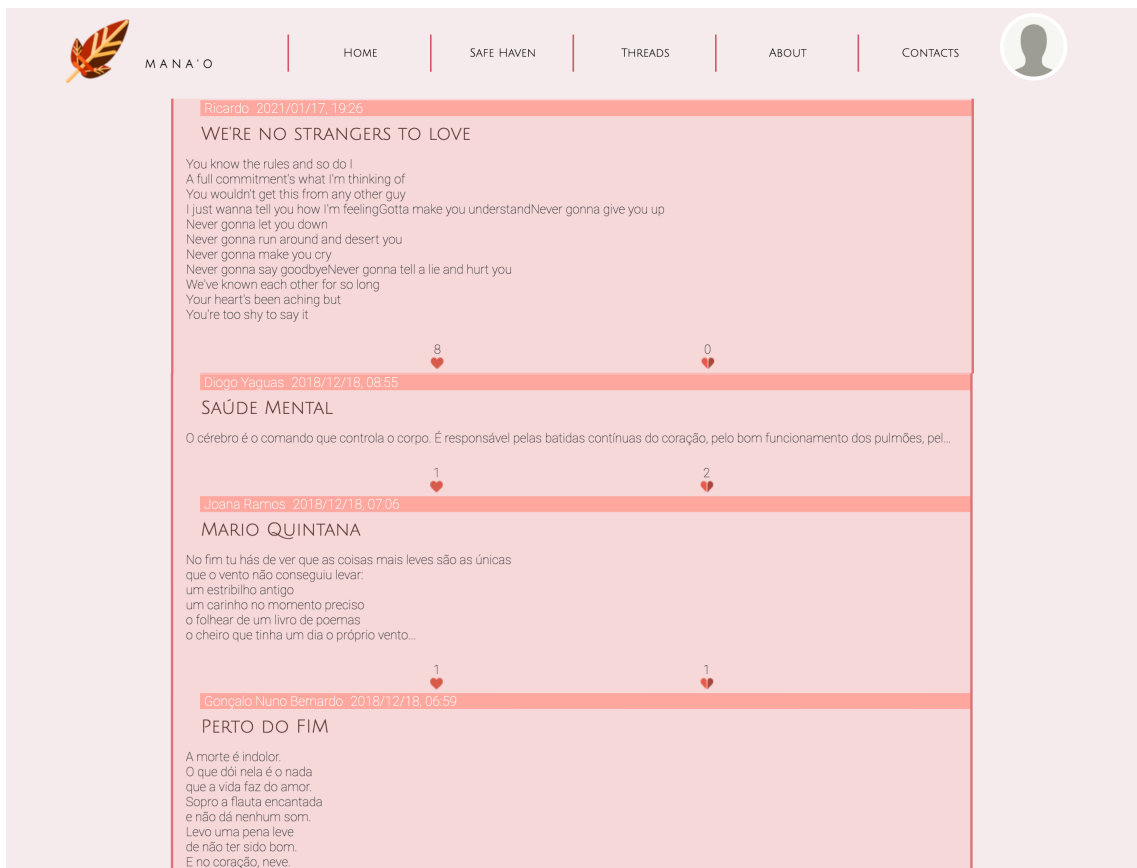 MANA'O
Home
Safe Haven
Threads
About
Contacts
Ricardo 2021/01/17, 19:26
We're no strangers to love
You know the rules and so do I
A full commitment's what I'm thinking of
You wouldn't get this from any other guy
I just wanna tell you how I'm feelingGotta make you understandNever gonna give you up
Never gonna let you down
Never gonna run around and desert you
Never gonna make you cry
Never gonna say goodbyeNever gonna tell a lie and hurt you
We've known each other for so long
Your heart's been aching but
You're too shy to say it
8
0
Diogo Yaguas 2018/12/18, 08:55
Saúde Mental
O cérebro é o comando que controla o corpo. É responsável pelas batidas contínuas do coração, pelo bom funcionamento dos pulmões, pel...
1
2
Joana Ramos 2018/12/18, 07:06
Mario Quintana
No fim tu hás de ver que as coisas mais leves são as únicas
que o vento não conseguiu levar:
um estribilho antigo
um carinho no momento preciso
o folhear de um livro de poemas
o cheiro que tinha um dia o próprio vento...
1
1
Gonçalo Nuno Bernardo 2018/12/18, 06:59
Perto do FIM
A morte é indolor.
O que dói nela é o nada
que a vida faz do amor.
Sopro a flauta encantada
e não dá nenhum som.
Levo uma pena leve
de não ter sido bom.
E no coração, neve.